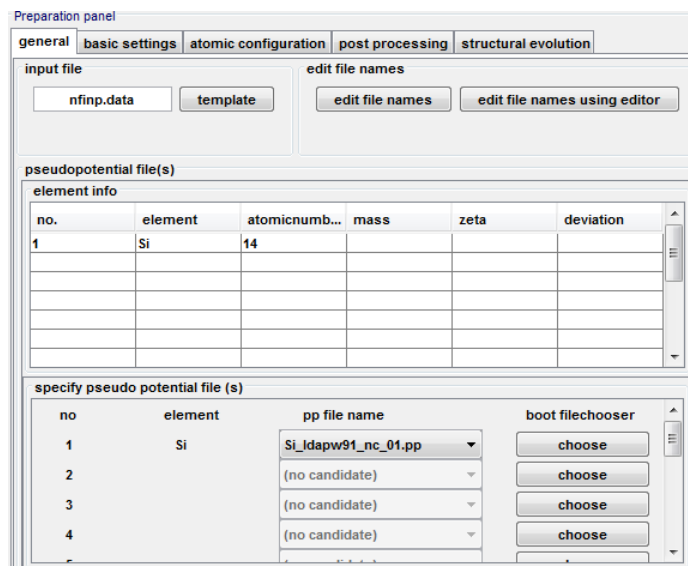 Preparation panel
general basic settings atomic configuration post processing structural evolution
input file edit file names
nfinp.data template edit file names edit file names using editor
pseudopotential file(s)
element info
no. element atomicnumb... mass zeta deviation
1 Si 14
specify pseudo potential file (s)
no element pp file name boot filechooser
1 Si Si_ldapw91_nc_01.pp choose
2 (no candidate) choose
3 (no candidate) choose
4 (no candidate) choose